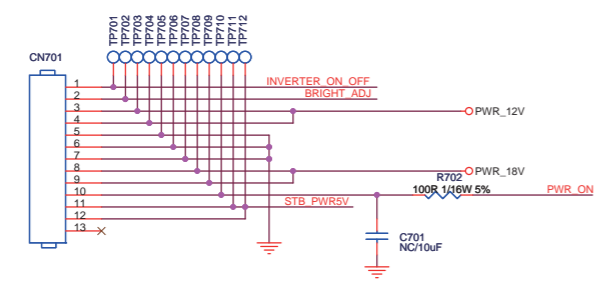 TP701
TP702
TP703
TP704
TP705
TP706
TP707
TP708
TP709
TP710
TP711
TP712
CN701
1
INVERTER_ON_OFF
2
BRIGHT_ADJ
3
PWR_12V
4
5
6
7
8
PWR_18V
9
R702
10
100R 1/16W 5%
PWR_ON
11
STB_PWR5V
12
13
C701
NC/10uF